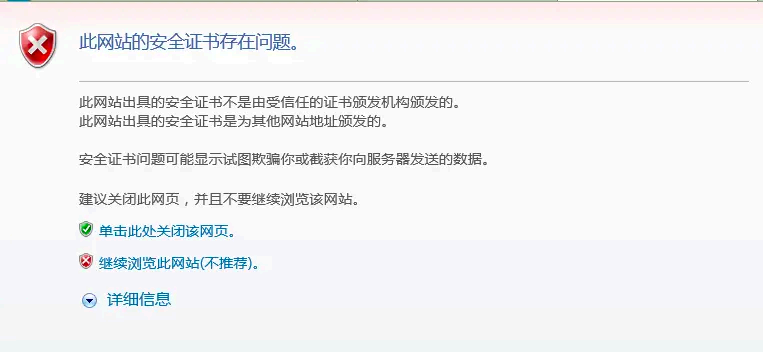 此网站的安全证书存在问题。
此网站出具的安全证书不是由受信任的证书颁发机构颁发的。
此网站出具的安全证书是为其他网站地址颁发的。
安全证书问题可能显示试图欺骗你或截获你向服务器发送的数据。
建议关闭此网页，并且不要继续浏览该网站。
单击此处关闭该网页。
继续浏览此网站(不推荐)。
详细信息